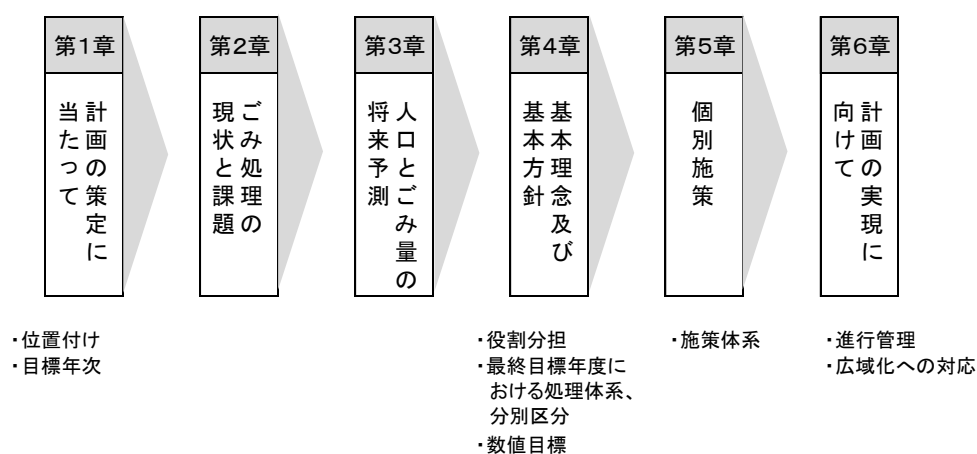 第1章
計画の策定に
当たって
第2章
ごみ処理の
現状と課題
第3章
人口とごみ量の
将来予測
第4章
基本理念及び
基本方針
第5章
個別施策
第6章
計画の実現に
向けて
・位置付け
・目標年次
・役割分担
・最終目標年度に
おける処理体系、
分別区分
・数値目標
・施策体系
・進行管理
・広域化への対応